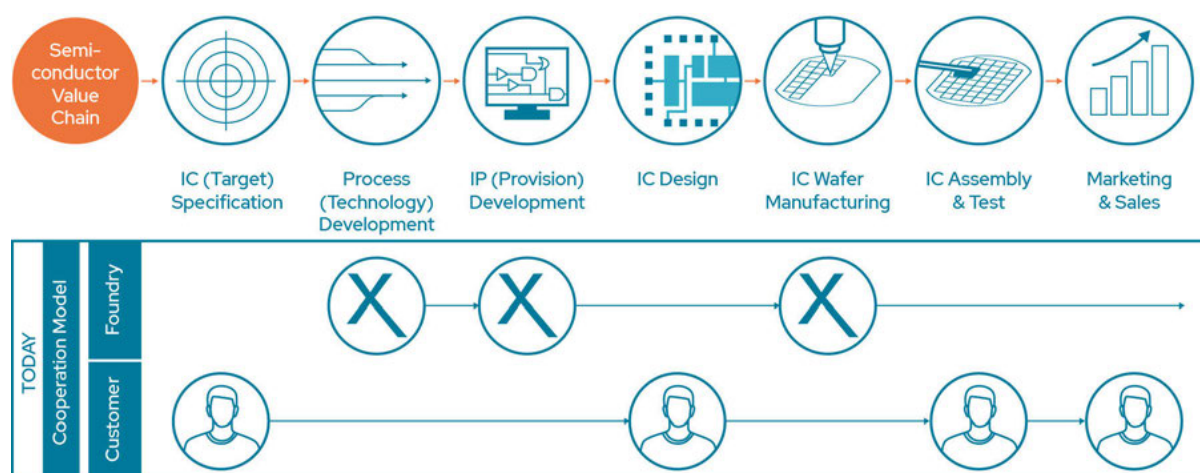 Semi-
conductor
Value
Chain
IC (Target)
Specification
Process
(Technology)
Development
IP (Provision)
Development
IC Design
IC Wafer
Manufacturing
IC Assembly
& Test
Marketing
& Sales
TODAY
Cooperation Model
Foundry
X
X
X
Customer